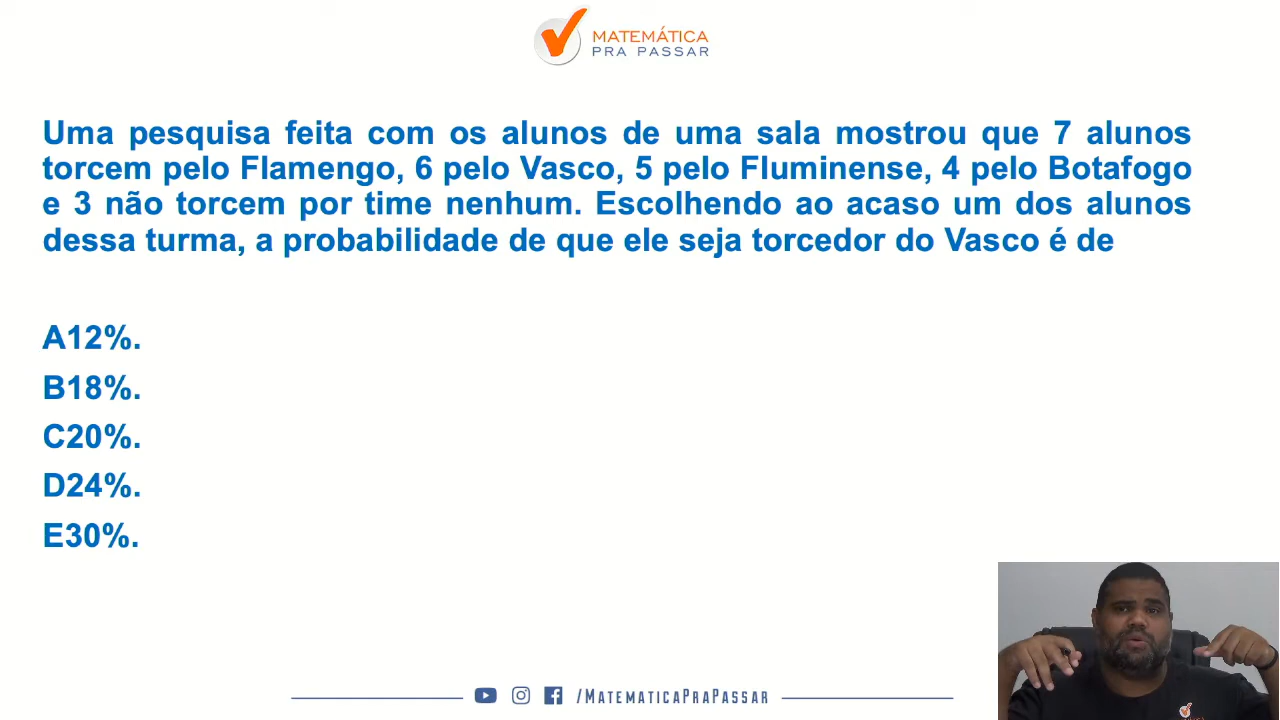 MATEMÁTICA
PRA PASSAR
Uma pesquisa feita com os alunos de uma sala mostrou que 7 alunos
torcem pelo Flamengo, 6 pelo Vasco, 5 pelo Fluminense, 4 pelo Botafogo
e 3 não torcem por time nenhum. Escolhendo ao acaso um dos alunos
dessa turma, a probabilidade de que ele seja torcedor do Vasco é de
A12%.
B18%.
C20%.
D24%.
E30%.
/MATEMATICAPRAPASSAR